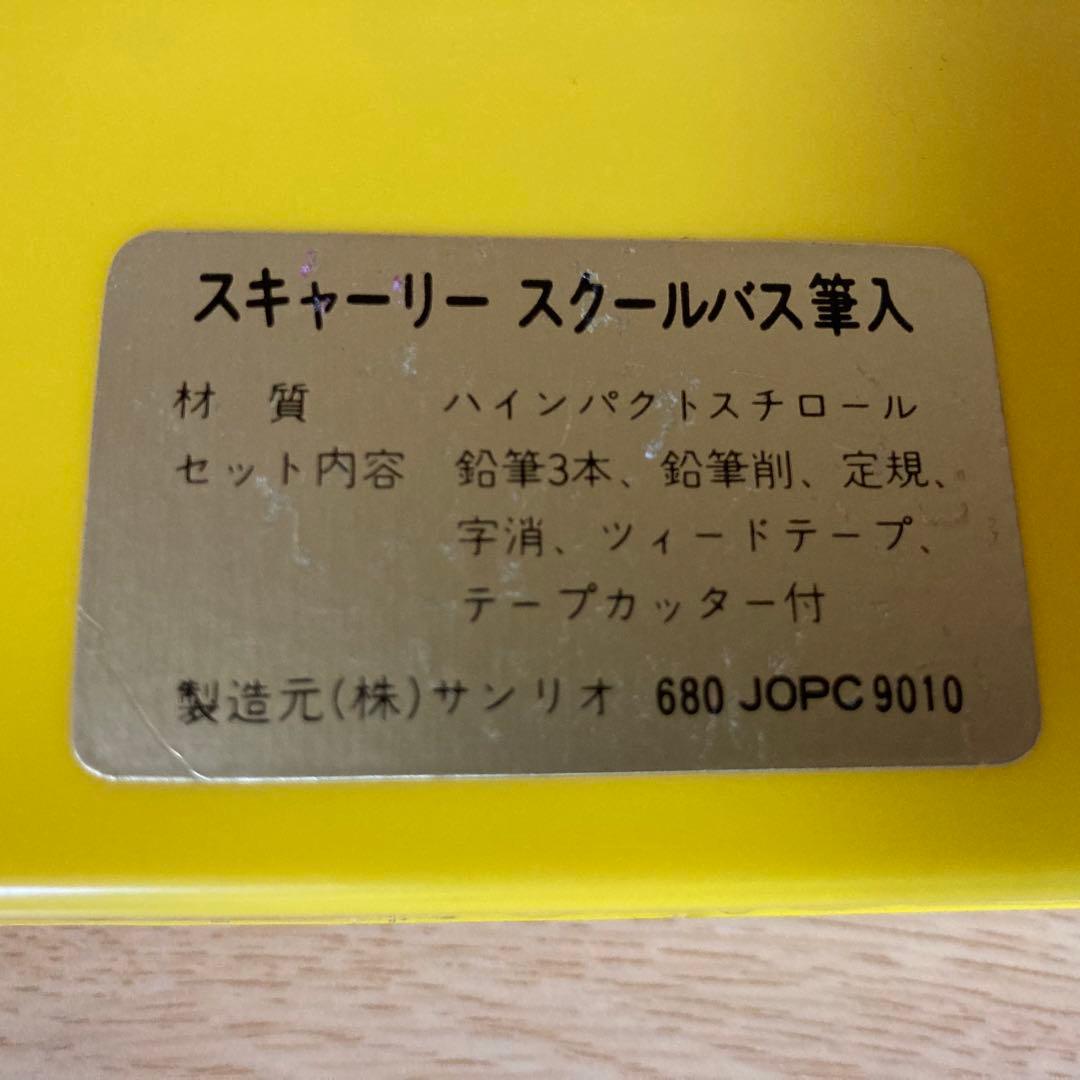 スキャーリー スクールバス筆入
材 質 ハインパクトスチロール
セット内容 鉛筆3本、鉛筆削、定規、
字消、ツィードテープ、
テープカッター付
製造元(株)サンリオ 680 JOPC9010